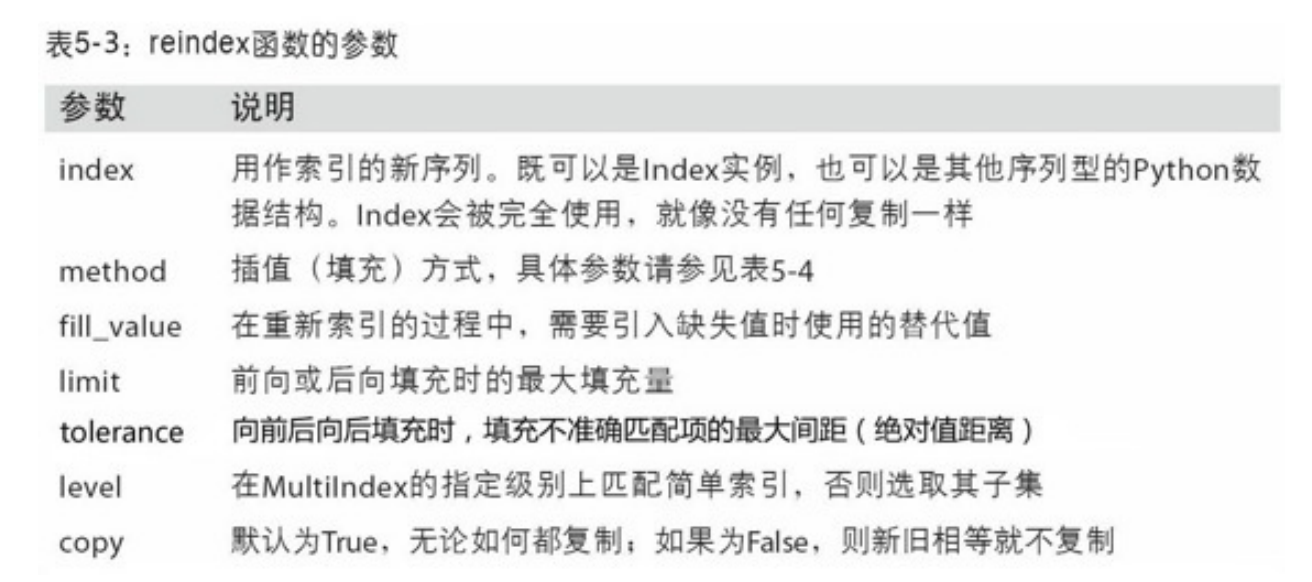 表5-3：reindex函数的参数
参数 说明
index 用作索引的新序列。既可以是Index实例，也可以是其他序列型的Python数
据结构。Index会被完全使用，就像没有任何复制一样
method 插值（填充）方式，具体参数请参见表5-4
fill_value 在重新索引的过程中，需要引入缺失值时使用的替代值
limit 前向或后向填充时的最大填充量
tolerance 向前后向后填充时，填充不准确匹配项的最大间距（绝对值距离）
level 在MultiIndex的指定级别上匹配简单索引，否则选取其子集
copy 默认为True，无论如何都复制；如果为False，则新旧相等就不复制